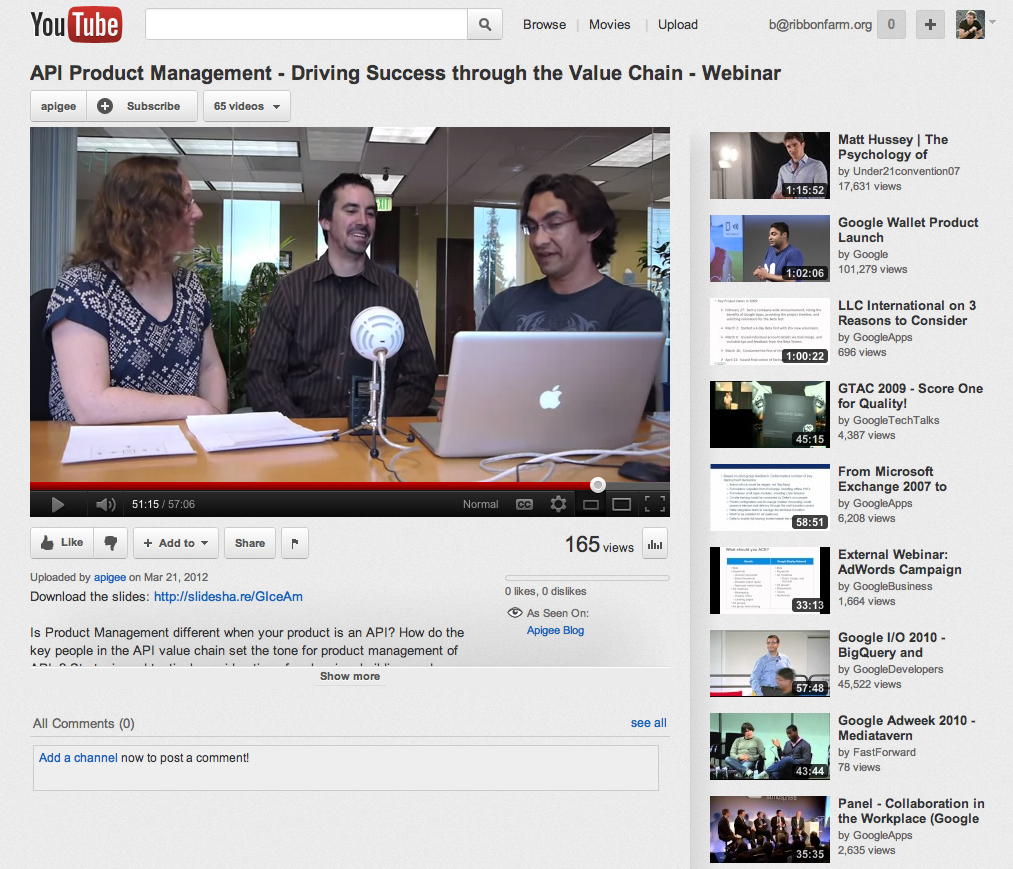 YouTube
Browse
Movies
Upload
b@ribbonfarm.org
0
API Product Management - Driving Success through the Value Chain - Webinar
apigee
Subscribe
65 videos
51:15 / 57:06
Normal
CC
Like
Add to
Share
165 views
Uploaded by apigee on Mar 21, 2012
Download the slides: http://slidesha.re/GIceAm
0 likes, 0 dislikes
As Seen On:
Apigee Blog
Is Product Management different when your product is an API? How do the
key people in the API value chain set the tone for product management of
Show more
All Comments (0)
see all
Add a channel now to post a comment!
1:15:52
Matt Hussey | The
Psychology of
by Under21convention07
17,631 views
1:02:06
Google Wallet Product
Launch
by Google
101,279 views
1:00:22
LLC International on 3
Reasons to Consider
by GoogleApps
696 views
45:15
GTAC 2009 - Score One
for Quality!
by GoogleTechTalks
4,387 views
58:51
From Microsoft
Exchange 2007 to
by GoogleApps
6,208 views
What should you ACE?
33:13
External Webinar:
AdWords Campaign
by GoogleBusiness
1,664 views
57:48
Google I/O 2010 -
BigQuery and
by GoogleDevelopers
45,522 views
43:44
Google Adweek 2010 -
Mediatavern
by FastForward
78 views
35:35
Panel - Collaboration in
the Workplace (Google
by GoogleApps
2,635 views